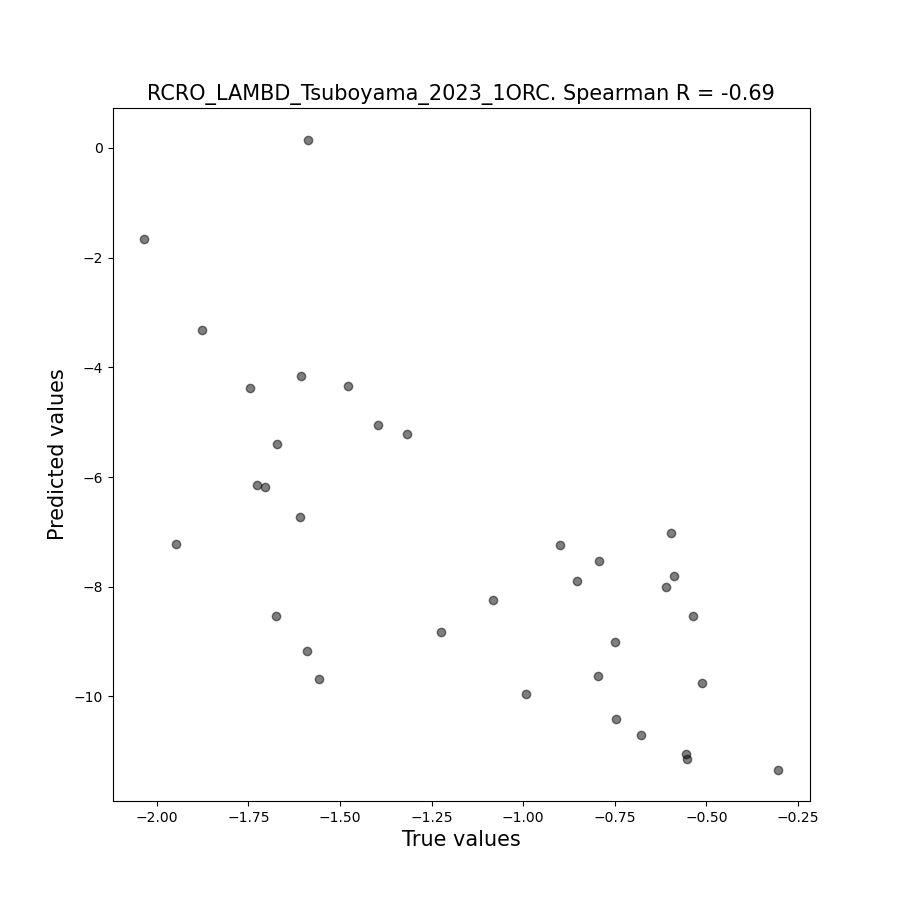 RCRO_LAMBD_Tsuboyama_2023_1ORC. Spearman R = -0.69
0
−2
−4
−6
−8
−10
Predicted values
−2.00 −1.75 −1.50 −1.25 −1.00 −0.75 −0.50 −0.25
True values